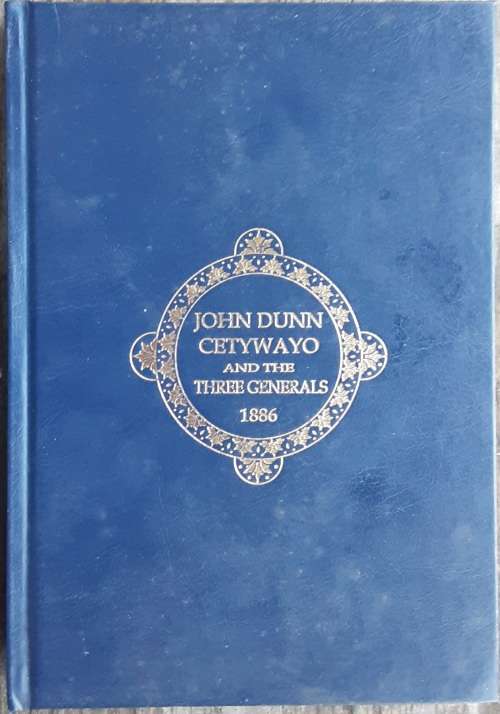 JOHN DUNN
CETYWAYO
AND THE
THREE GENERALS
1886